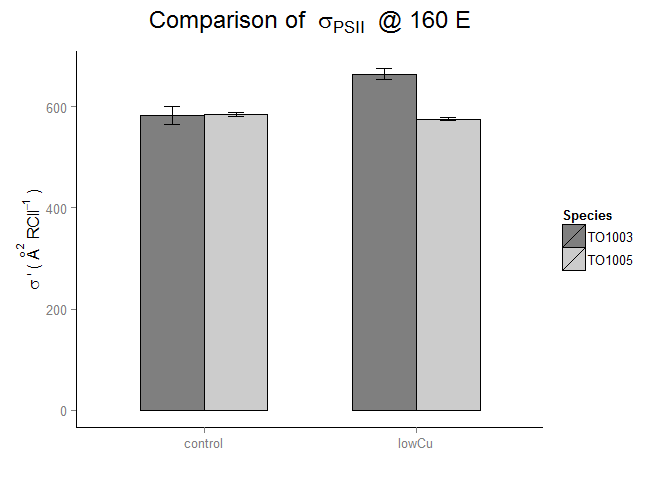 Comparison of σPSII @ 160 E
σ ' ( Å² RCII⁻¹ )
600
400
200
0
control lowCu
Species
TO1003
TO1005